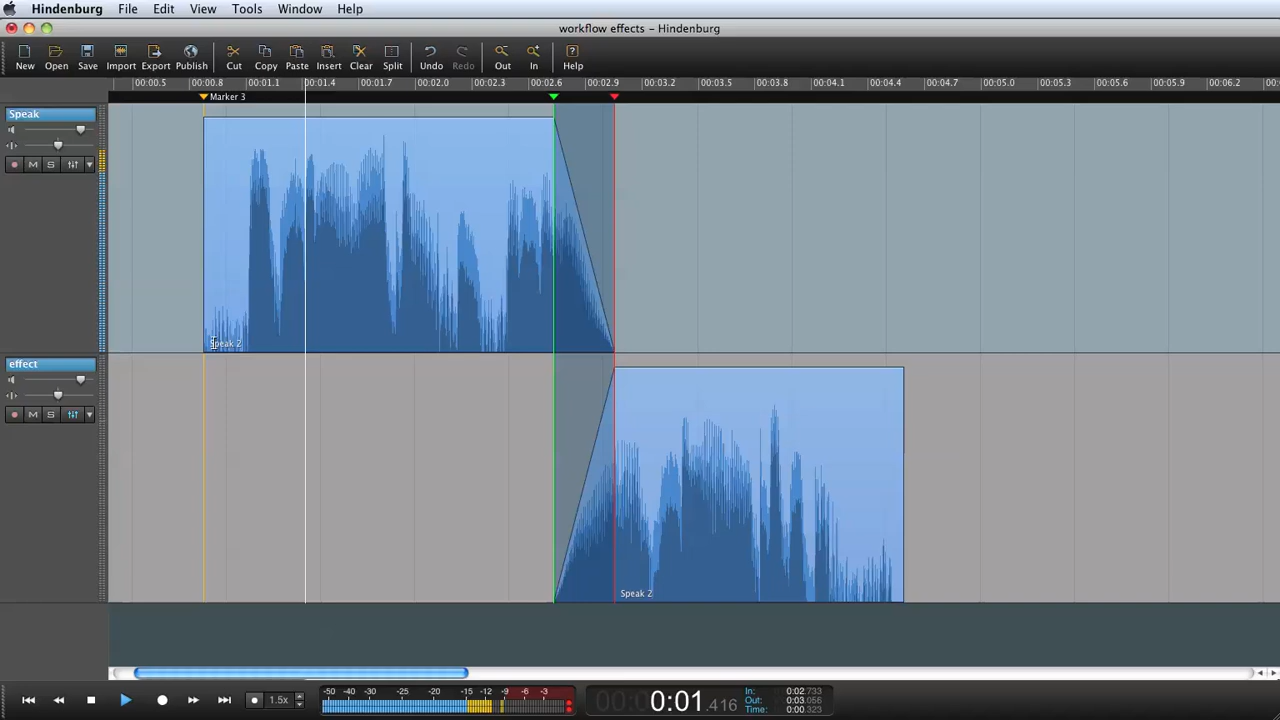 Hindenburg File Edit View Tools Window Help
workflow effects – Hindenburg
New Open Save Import Export Publish Cut Copy Paste Insert Clear Split Undo Redo Out In Help
00:00.5 00:00.8 00:01.1 00:01.4 00:01.7 00:02.0 00:02.3 00:02.6 00:02.9 00:03.2 00:03.5 00:03.8 00:04.1 00:04.4 00:04.7 00:05.0 00:05.3 00:05.6 00:05.9 00:06.2
Marker 3
Speak
M S
Speak 2
effect
M S
Speak 2
1.5x
-50 -40 -30 -25 -20 -15 -12 -9 -6 -3
0:01.416
In: 0:02.733
Out: 0:03.056
Time: 0:00.323